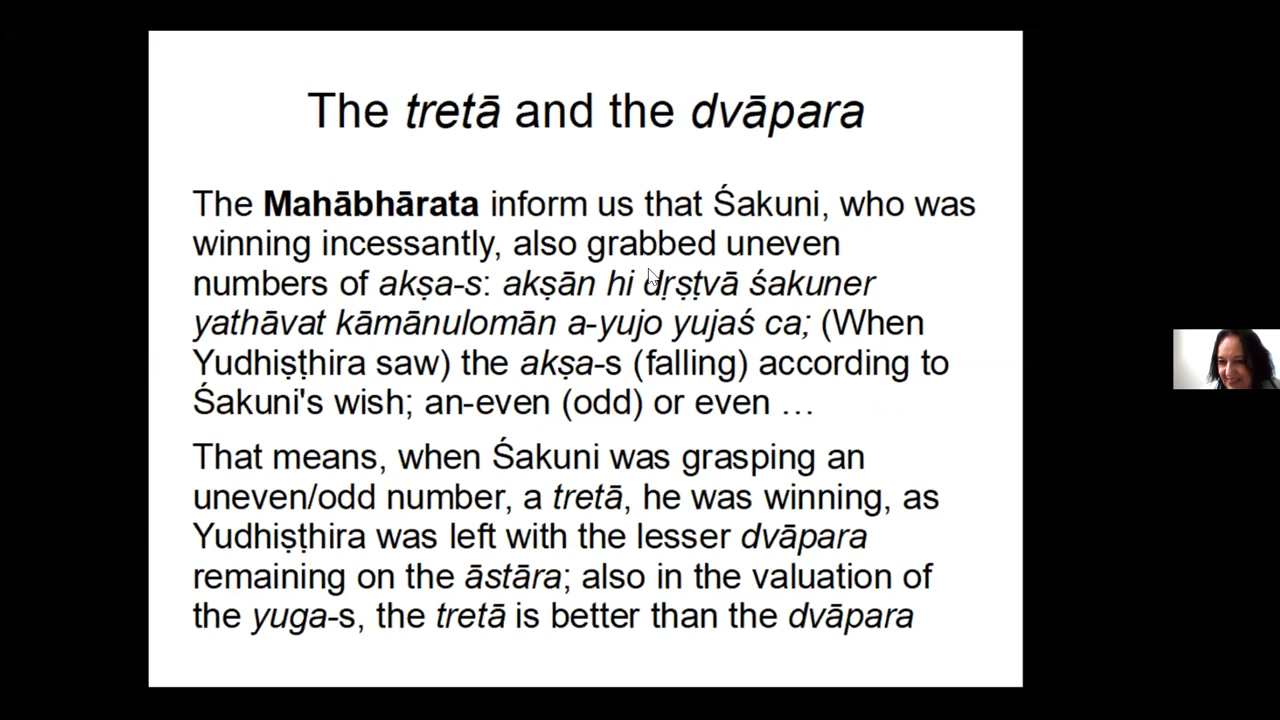 The tretā and the dvāpara
The Mahābhārata inform us that Śakuni, who was
winning incessantly, also grabbed uneven
numbers of akṣa-s: akṣān hi dṛṣṭvā śakuner
yathāvat kāmānulomān a-yujo yujaś ca; (When
Yudhiṣṭhira saw) the akṣa-s (falling) according to
Śakuni's wish; an-even (odd) or even …
That means, when Śakuni was grasping an
uneven/odd number, a tretā, he was winning, as
Yudhiṣṭhira was left with the lesser dvāpara
remaining on the āstāra; also in the valuation of
the yuga-s, the tretā is better than the dvāpara